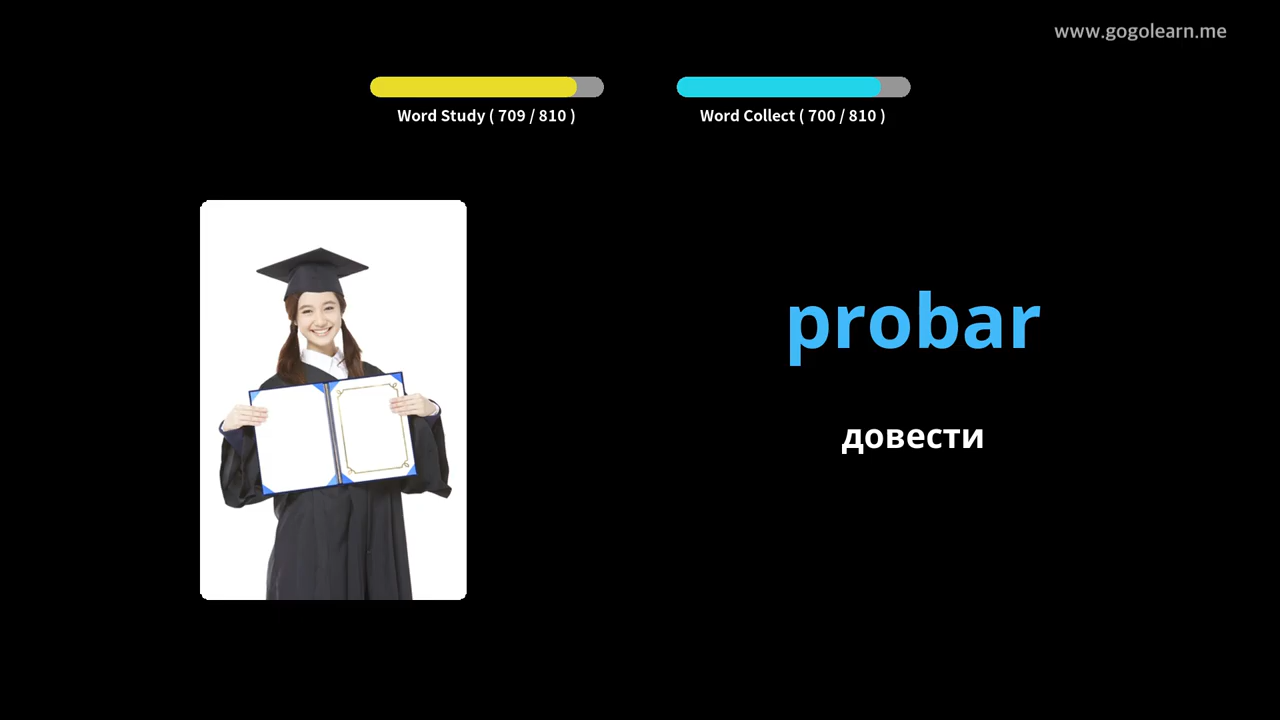 www.gogolearn.me
Word Study ( 709 / 810 )
Word Collect ( 700 / 810 )
probar
довести